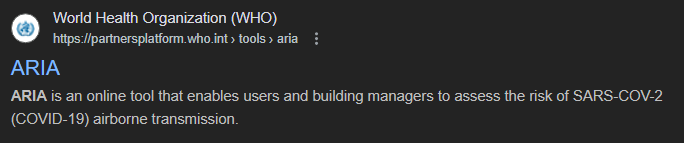 World Health Organization (WHO)
https://partnersplatform.who.int › tools › aria
ARIA
ARIA is an online tool that enables users and building managers to assess the risk of SARS-COV-2
(COVID-19) airborne transmission.